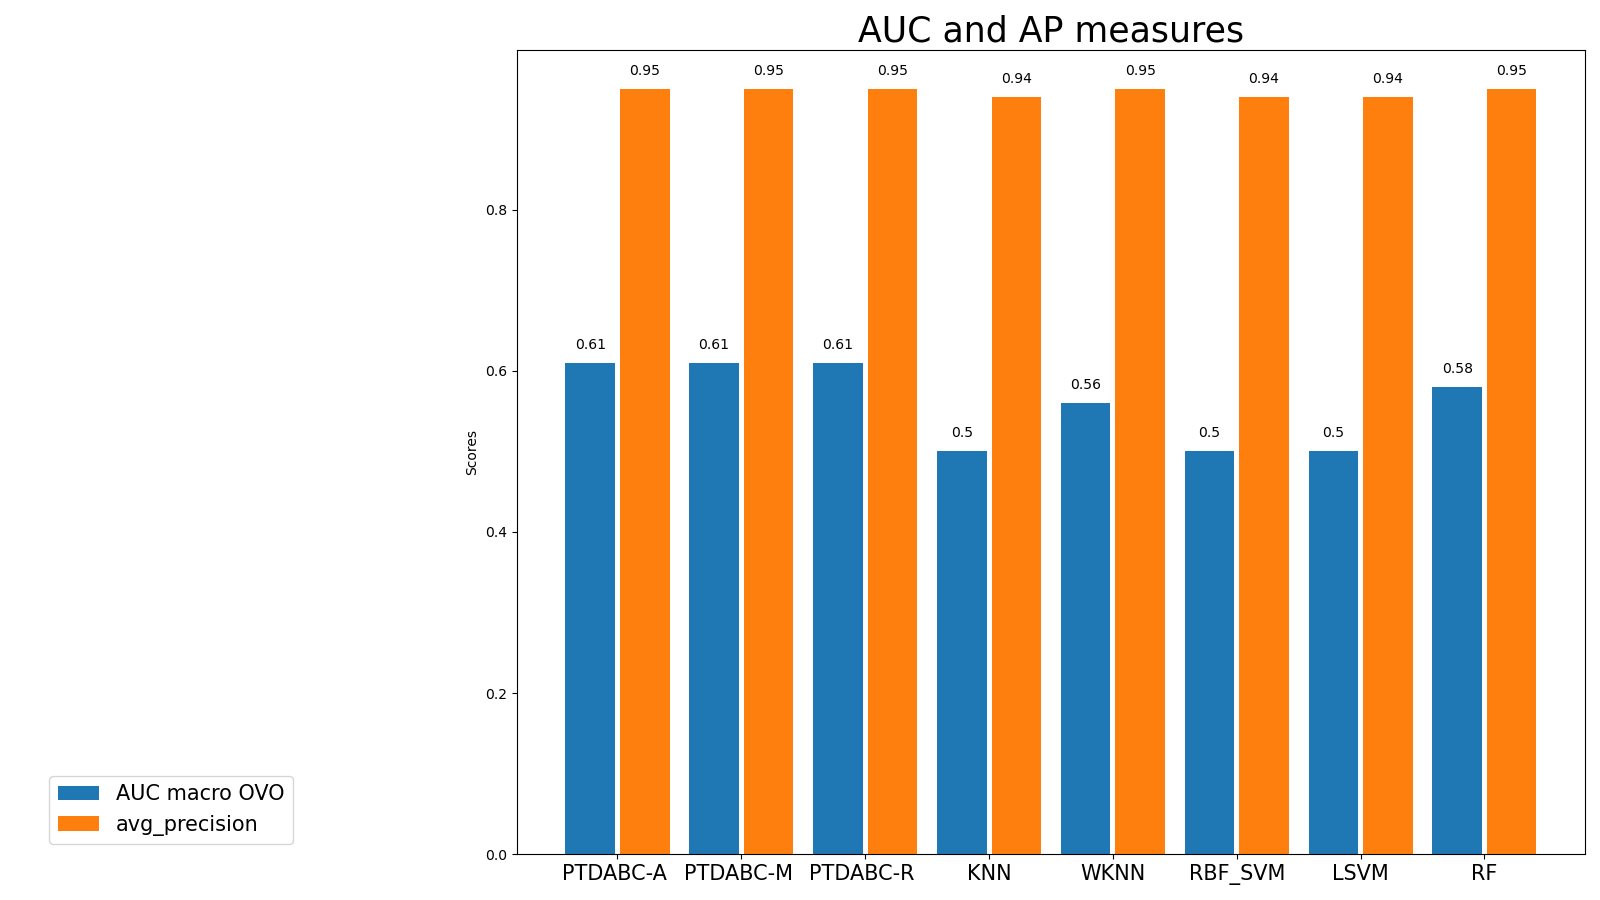 AUC and AP measures
0.95 0.95 0.95 0.94 0.95 0.94 0.94 0.95
0.61 0.61 0.61 0.5 0.56 0.5 0.5 0.58
0.8
0.6
0.4
0.2
0.0
Scores
PTDABC-A PTDABC-M PTDABC-R KNN WKNN RBF_SVM LSVM RF
AUC macro OVO
avg_precision